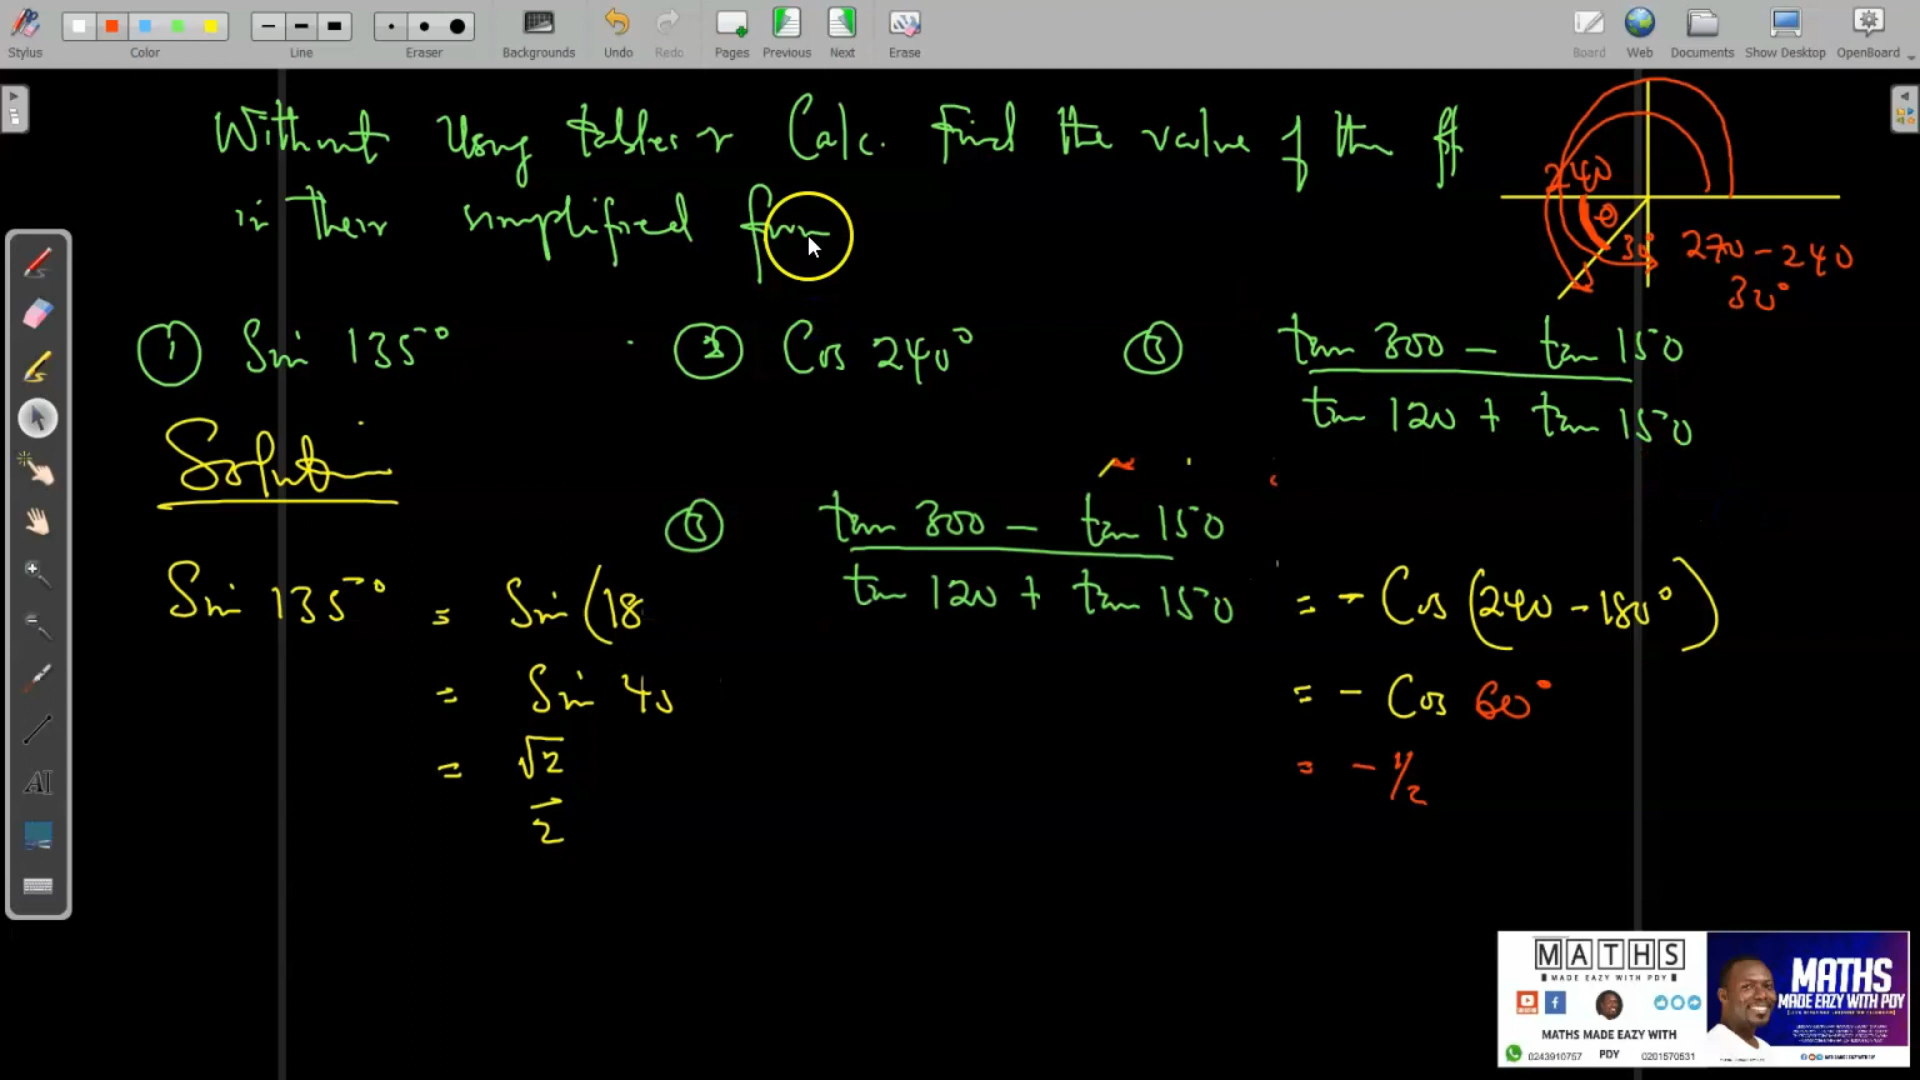 Stylus Color Line Eraser Backgrounds Undo Redo Pages Previous Next Erase Board Web Documents Show Desktop OpenBoard
Without Using tables or Calc. Find the value of the ff
in their simplified form
240 θ 30° 270 - 240
30°
① Sin 135° ② Cos 240° ③ tan 300 - tan 150
tan 120 + tan 150
Solution
③ tan 300 - tan 150
tan 120 + tan 150
Sin 135° = Sin (18
= - Cos (240 - 180°)
= Sin 45
= - Cos 60°
= √2
2
= - 1/2
AI
MATHS
MADE EAZY WITH PDY
MATHS MADE EAZY WITH
PDY
0243910757 0201570531
MATHS
MADE EAZY WITH PDY